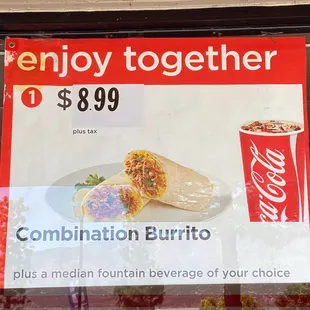 enjoy together
1 $8.99
plus tax
Coca-Cola
Combination Burrito
plus a median fountain beverage of your choice